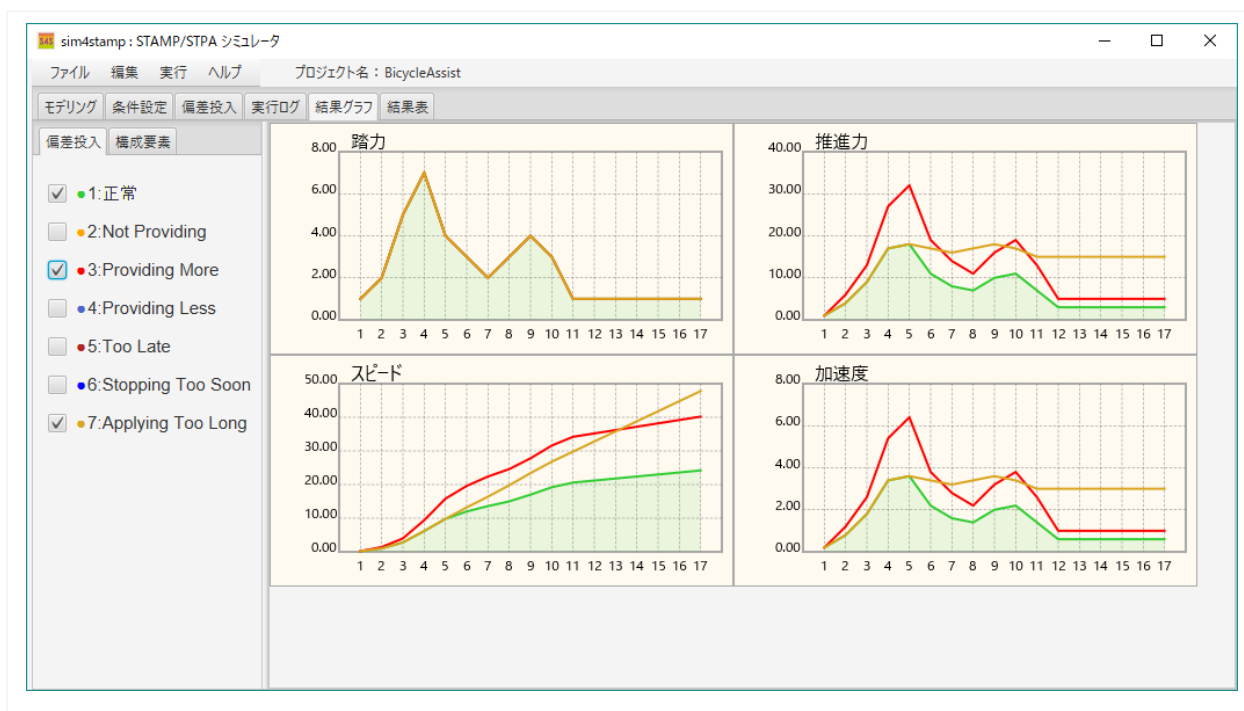 S4S sim4stamp : STAMP/STPA シミュレータ
ファイル 編集 実行 ヘルプ プロジェクト名： BicycleAssist
モデリング 条件設定 偏差投入 実行ログ 結果グラフ 結果表
偏差投入 構成要素
1:正常
2:Not Providing
3:Providing More
4:Providing Less
5:Too Late
6:Stopping Too Soon
7:Applying Too Long
踏力
8.00
6.00
4.00
2.00
0.00
1 2 3 4 5 6 7 8 9 10 11 12 13 14 15 16 17
推進力
40.00
30.00
20.00
10.00
0.00
1 2 3 4 5 6 7 8 9 10 11 12 13 14 15 16 17
スピード
50.00
40.00
30.00
20.00
10.00
0.00
1 2 3 4 5 6 7 8 9 10 11 12 13 14 15 16 17
加速度
8.00
6.00
4.00
2.00
0.00
1 2 3 4 5 6 7 8 9 10 11 12 13 14 15 16 17